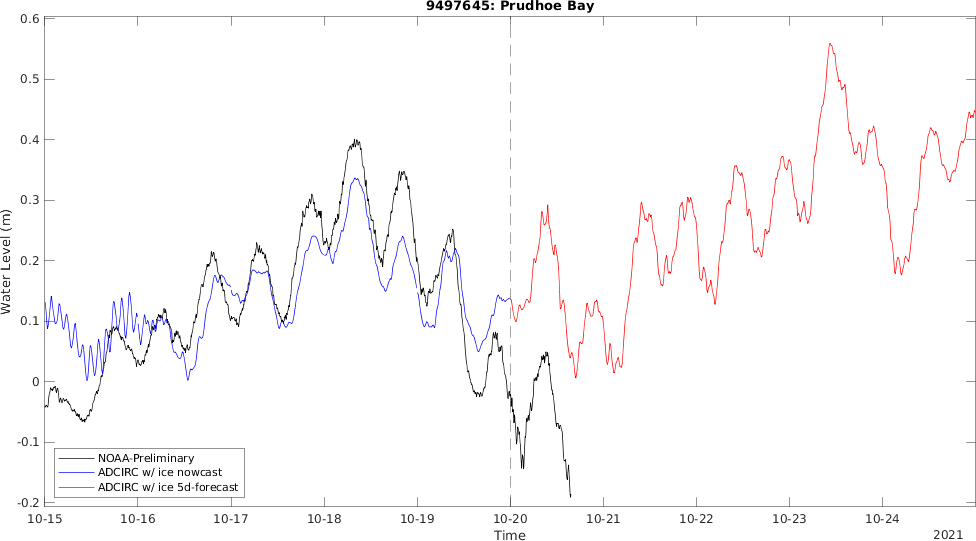 9497645: Prudhoe Bay
0.6
0.5
0.4
0.3
0.2
0.1
0
-0.1
-0.2
Water Level (m)
NOAA-Preliminary
ADCIRC w/ ice nowcast
ADCIRC w/ ice 5d-forecast
10-15 10-16 10-17 10-18 10-19 10-20 10-21 10-22 10-23 10-24
Time
2021